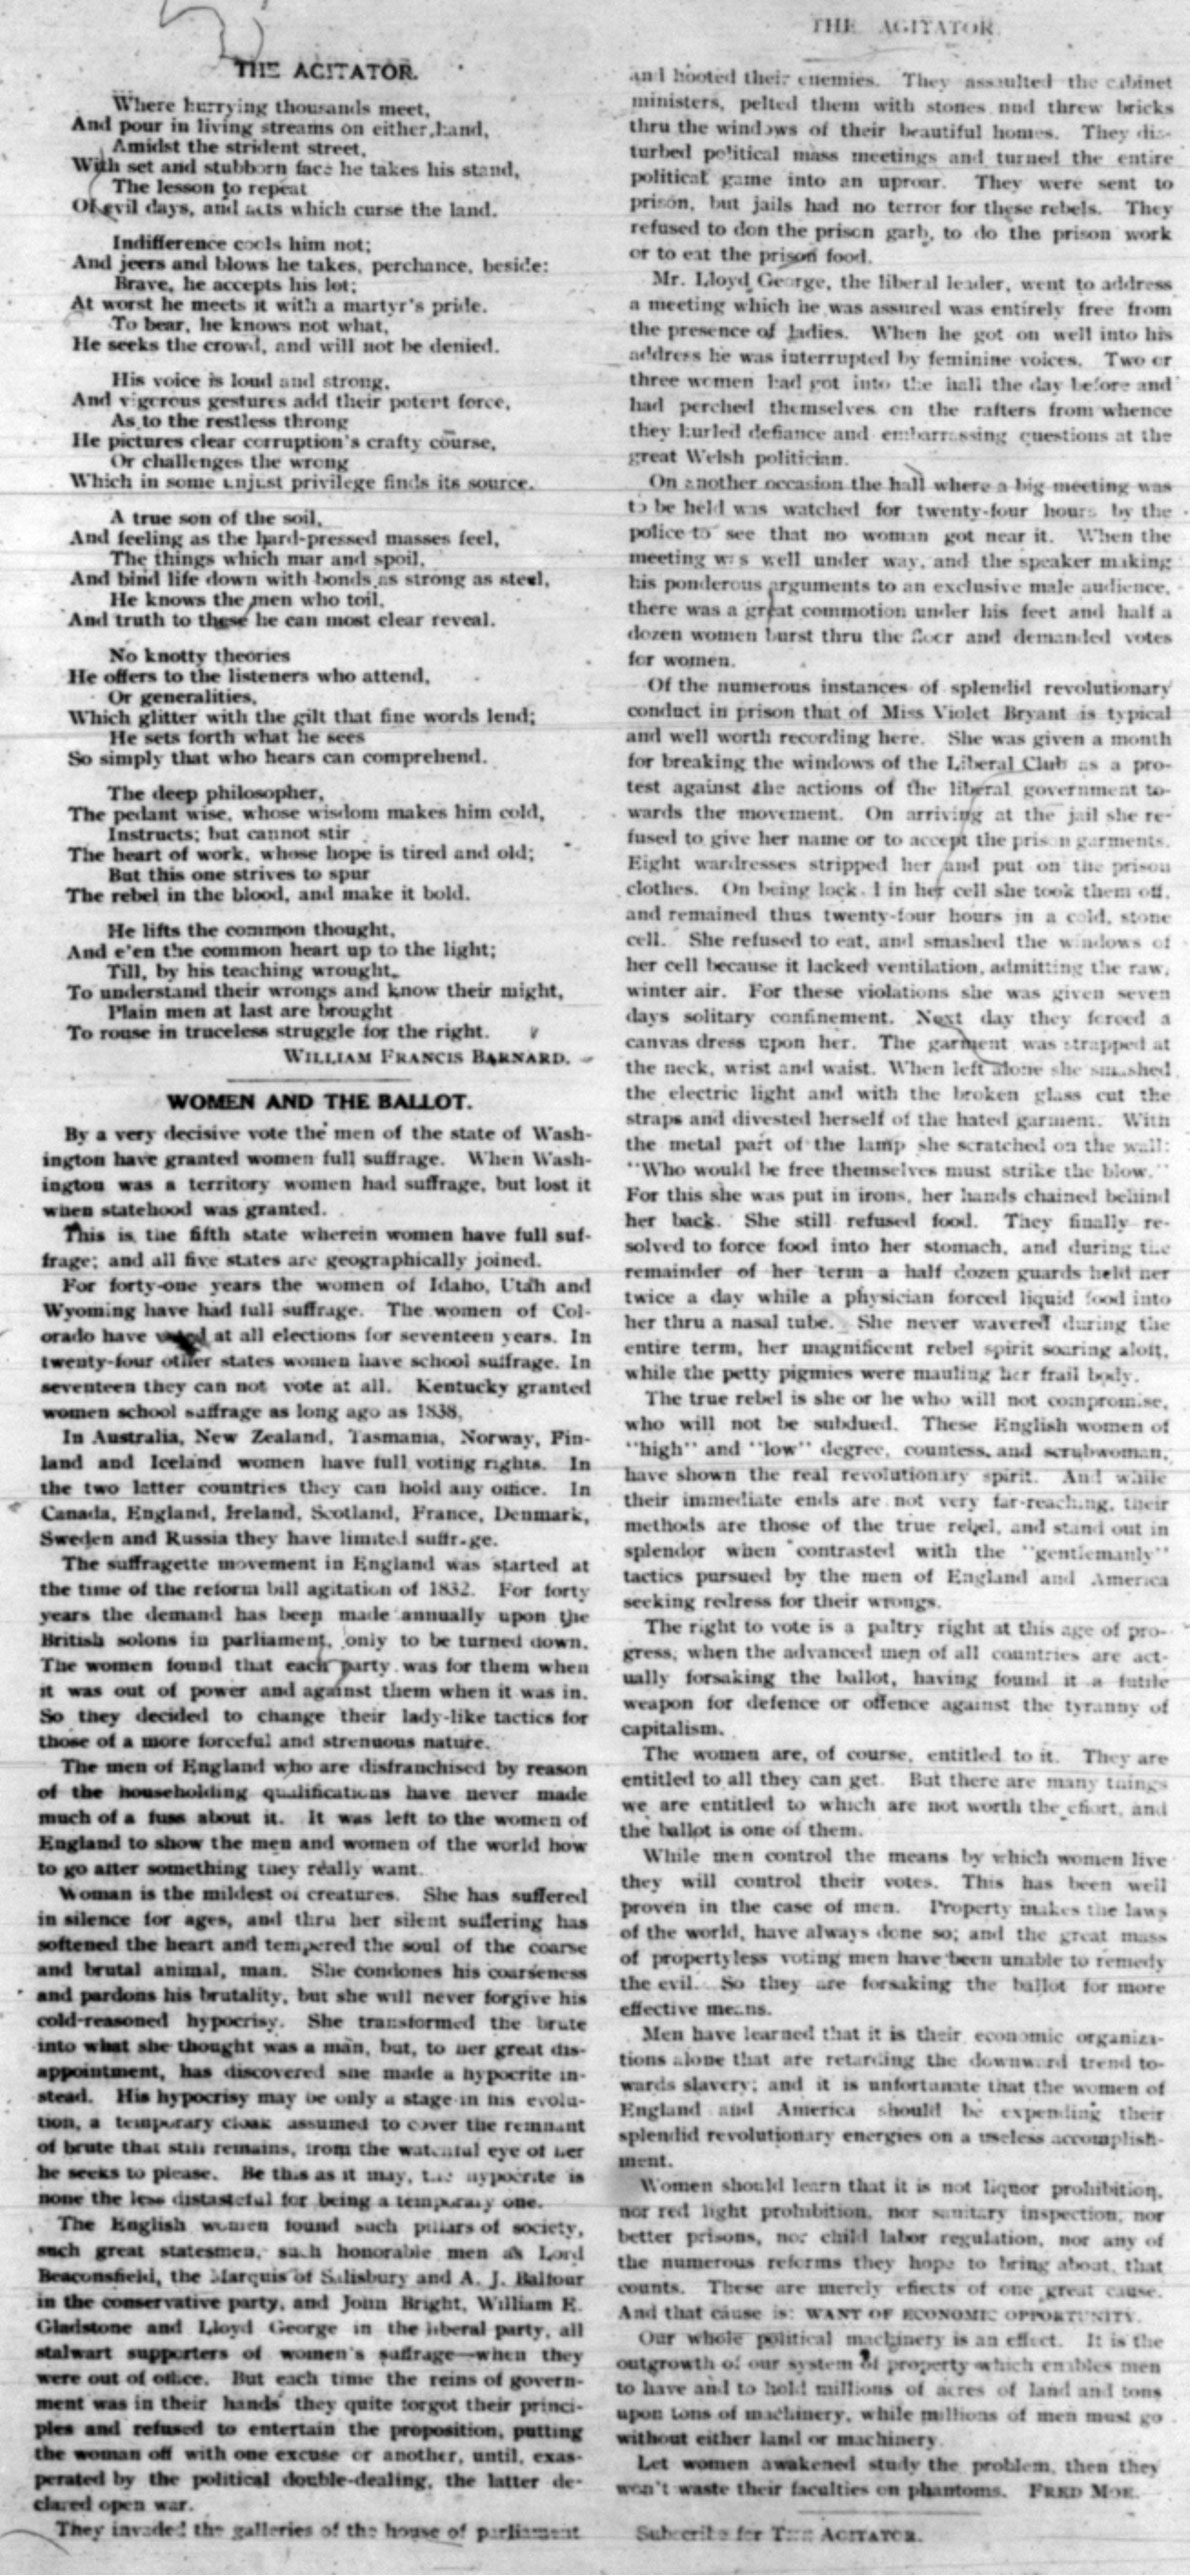 THE AGITATOR.
Where hurrying thousands meet,
And pour in living streams on either hand,
Amidst the strident street,
With set and stubborn face he takes his stand,
The lesson to repeat
Of evil days, and acts which curse the land.
Indifference cools him not;
And jeers and blows he takes, perchance, beside:
Brave, he accepts his lot;
At worst he meets it with a martyr's pride.
To bear, he knows not what,
He seeks the crowd, and will not be denied.
His voice is loud and strong,
And vigorous gestures add their potent force,
As to the restless throng
He pictures clear corruption's crafty course,
Or challenges the wrong
Which in some unjust privilege finds its source.
A true son of the soil,
And feeling as the hard-pressed masses feel,
The things which mar and spoil,
And bind life down with bonds as strong as steel,
He knows the men who toil,
And truth to these he can most clear reveal.
No knotty theories
He offers to the listeners who attend,
Or generalities,
Which glitter with the gilt that fine words lend;
He sets forth what he sees
So simply that who hears can comprehend.
The deep philosopher,
The pedant wise, whose wisdom makes him cold,
Instructs; but cannot stir
The heart of work, whose hope is tired and old;
But this one strives to spur
The rebel in the blood, and make it bold.
He lifts the common thought,
And e'en the common heart up to the light;
Till, by his teaching wrought,
To understand their wrongs and know their might,
Plain men at last are brought
To rouse in truceless struggle for the right.
WILLIAM FRANCIS BARNARD.
WOMEN AND THE BALLOT.
By a very decisive vote the men of the state of Wash-
ington have granted women full suffrage. When Wash-
ington was a territory women had suffrage, but lost it
when statehood was granted.
This is the fifth state wherein women have full suf-
frage; and all five states are geographically joined.
For forty-one years the women of Idaho, Utah and
Wyoming have had full suffrage. The women of Col-
orado have voted at all elections for seventeen years. In
twenty-four other states women have school suffrage. In
seventeen they can not vote at all. Kentucky granted
women school suffrage as long ago as 1838.
In Australia, New Zealand, Tasmania, Norway, Fin-
land and Iceland women have full voting rights. In
the two latter countries they can hold any office. In
Canada, England, Ireland, Scotland, France, Denmark,
Sweden and Russia they have limited suffrage.
The suffragette movement in England was started at
the time of the reform bill agitation of 1832. For forty
years the demand has been made annually upon the
British solons in parliament, only to be turned down.
The women found that each party was for them when
it was out of power and against them when it was in.
So they decided to change their lady-like tactics for
those of a more forceful and strenuous nature.
The men of England who are disfranchised by reason
of the householding qualifications have never made
much of a fuss about it. It was left to the women of
England to show the men and women of the world how
to go after something they really want.
Woman is the mildest of creatures. She has suffered
in silence for ages, and thru her silent suffering has
softened the heart and tempered the soul of the coarse
and brutal animal, man. She condones his coarseness
and pardons his brutality, but she will never forgive his
cold-reasoned hypocrisy. She transformed the brute
into what she thought was a man, but, to her great dis-
appointment, has discovered she made a hypocrite in-
stead. His hypocrisy may be only a stage in his evolu-
tion, a temporary cloak assumed to cover the remnant
of brute that still remains, from the watchful eye of her
he seeks to please. Be this as it may, the hypocrite is
none the less distasteful for being a temporary one.
The English women found such pillars of society,
such great statesmen, such honorable men as Lord
Beaconsfield, the Marquis of Salisbury and A. J. Balfour
in the conservative party, and John Bright, William E.
Gladstone and Lloyd George in the liberal party, all
stalwart supporters of women's suffrage—when they
were out of office. But each time the reins of govern-
ment was in their hands they quite forgot their princi-
ples and refused to entertain the proposition, putting
the woman off with one excuse or another, until, exas-
perated by the political double-dealing, the latter de-
clared open war.
They invaded the galleries of the house of parliament
THE AGITATOR
and hooted their enemies. They assaulted the cabinet
ministers, pelted them with stones and threw bricks
thru the windows of their beautiful homes. They dis-
turbed political mass meetings and turned the entire
political game into an uproar. They were sent to
prison, but jails had no terror for these rebels. They
refused to don the prison garb, to do the prison work
or to eat the prison food.
Mr. Lloyd George, the liberal leader, went to address
a meeting which he was assured was entirely free from
the presence of ladies. When he got on well into his
address he was interrupted by feminine voices. Two or
three women had got into the hall the day before and
had perched themselves on the rafters from whence
they hurled defiance and embarrassing questions at the
great Welsh politician.
On another occasion the hall where a big meeting was
to be held was watched for twenty-four hours by the
police to see that no woman got near it. When the
meeting was well under way, and the speaker making
his ponderous arguments to an exclusive male audience,
there was a great commotion under his feet and half a
dozen women burst thru the floor and demanded votes
for women.
Of the numerous instances of splendid revolutionary
conduct in prison that of Miss Violet Bryant is typical
and well worth recording here. She was given a month
for breaking the windows of the Liberal Club as a pro-
test against the actions of the liberal government to-
wards the movement. On arriving at the jail she re-
fused to give her name or to accept the prison garments.
Eight wardresses stripped her and put on the prison
clothes. On being locked in her cell she took them off,
and remained thus twenty-four hours in a cold, stone
cell. She refused to eat, and smashed the windows of
her cell because it lacked ventilation, admitting the raw,
winter air. For these violations she was given seven
days solitary confinement. Next day they forced a
canvas dress upon her. The garment was strapped at
the neck, wrist and waist. When left alone she smashed
the electric light and with the broken glass cut the
straps and divested herself of the hated garment. With
the metal part of the lamp she scratched on the wall:
"Who would be free themselves must strike the blow."
For this she was put in irons, her hands chained behind
her back. She still refused food. They finally re-
solved to force food into her stomach, and during the
remainder of her term a half dozen guards held her
twice a day while a physician forced liquid food into
her thru a nasal tube. She never wavered during the
entire term, her magnificent rebel spirit soaring aloft,
while the petty pigmies were mauling her frail body.
The true rebel is she or he who will not compromise,
who will not be subdued. These English women of
"high" and "low" degree, countess and scrubwoman,
have shown the real revolutionary spirit. And while
their immediate ends are not very far-reaching, their
methods are those of the true rebel, and stand out in
splendor when contrasted with the "gentlemanly"
tactics pursued by the men of England and America
seeking redress for their wrongs.
The right to vote is a paltry right at this age of pro-
gress, when the advanced men of all countries are act-
ually forsaking the ballot, having found it a futile
weapon for defence or offence against the tyranny of
capitalism.
The women are, of course, entitled to it. They are
entitled to all they can get. But there are many things
we are entitled to which are not worth the effort, and
the ballot is one of them.
While men control the means by which women live
they will control their votes. This has been well
proven in the case of men. Property makes the laws
of the world, have always done so; and the great mass
of propertyless voting men have been unable to remedy
the evil. So they are forsaking the ballot for more
effective means.
Men have learned that it is their economic organiza-
tions alone that are retarding the downward trend to-
wards slavery; and it is unfortunate that the women of
England and America should be expending their
splendid revolutionary energies on a useless accomplish-
ment.
Women should learn that it is not liquor prohibition,
nor red light prohibition, nor sanitary inspection, nor
better prisons, nor child labor regulation, nor any of
the numerous reforms they hope to bring about, that
counts. These are merely effects of one great cause.
And that cause is: WANT OF ECONOMIC OPPORTUNITY.
Our whole political machinery is an effect. It is the
outgrowth of our system of property which enables men
to have and to hold millions of acres of land and tons
upon tons of machinery, while millions of men must go
without either land or machinery.
Let women awakened study the problem, then they
won't waste their faculties on phantoms. FRED MOE.
Subscribe for THE AGITATOR.